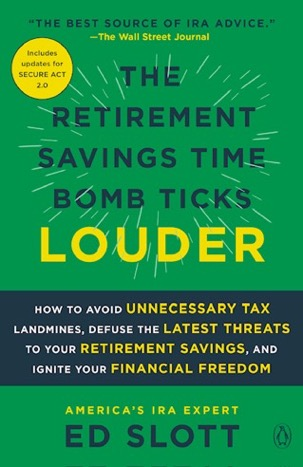 "THE BEST SOURCE OF IRA ADVICE."
—The Wall Street Journal
Includes
updates for
SECURE ACT
2.0
THE
RETIREMENT
SAVINGS TIME
BOMB TICKS
LOUDER
HOW TO AVOID UNNECESSARY TAX
LANDMINES, DEFUSE THE LATEST THREATS
TO YOUR RETIREMENT SAVINGS, AND
IGNITE YOUR FINANCIAL FREEDOM
AMERICA'S IRA EXPERT
ED SLOTT